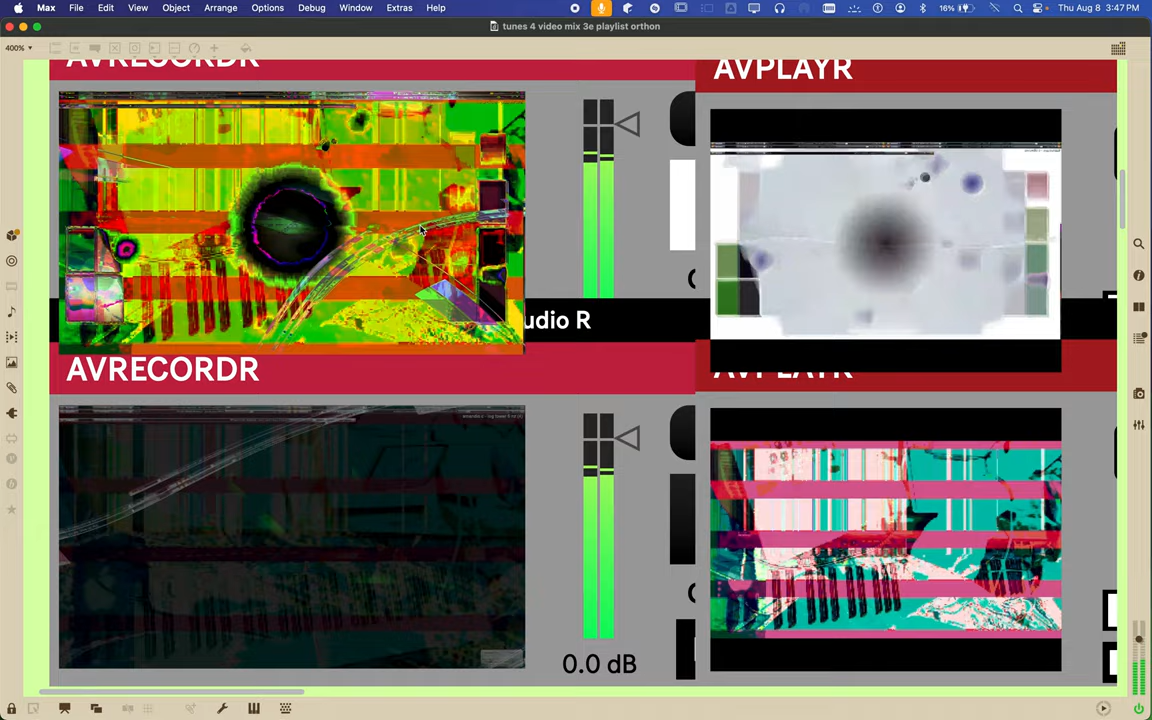 Max File Edit View Object Arrange Options Debug Window Extras Help
16% Thu Aug 8 3:47 PM
tunes 4 video mix 3e playlist orthon
400%
AVRECORDR
AVPLAYR
udio R
AVRECORDR
AVPLAYR
0.0 dB